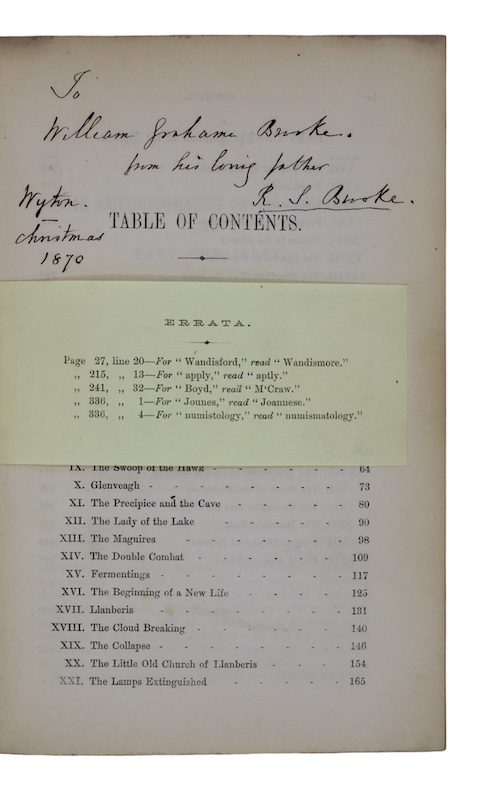 To
William Grahame Brooke.
from his loving father
R. S. Brooke.
Wyton.
Christmas
1870
TABLE OF CONTENTS.
ERRATA.
Page 27, line 20—For “ Wandisford,” read “ Wandismore.”
„ 215, „ 13—For “ apply,” read “ aptly.”
„ 241, „ 32—For “ Boyd,” read “ M‘Craw.”
„ 336, „ 1—For “ Jounes,” read “ Joannese.”
„ 336, „ 4—For “ numistology,” read “ numismatology.”
IX. The Swoop of the Hawk - - - - - - 64
X. Glenveagh - - - - - - - - 73
XI. The Precipice and the Cave - - - - - 80
XII. The Lady of the Lake - - - - - 90
XIII. The Maguires - - - - - - - 98
XIV. The Double Combat - - - - - - 109
XV. Fermentings - - - - - - - - 117
XVI. The Beginning of a New Life - - - - 125
XVII. Llanberis - - - - - - - 131
XVIII. The Cloud Breaking - - - - - - 140
XIX. The Collapse - - - - - - - - 146
XX. The Little Old Church of Llanberis - - - 154
XXI. The Lamps Extinguished - - - - - 165